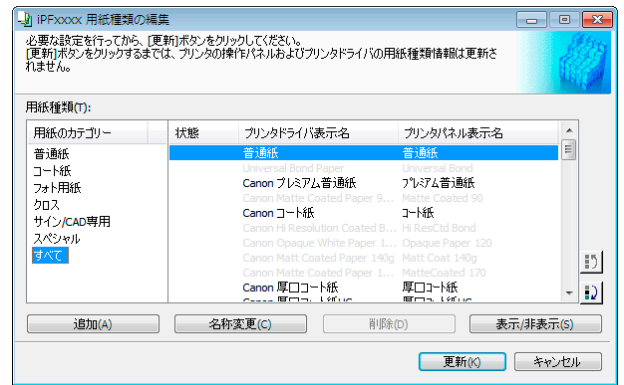 iPFxxxx 用紙種類の編集
必要な設定を行ってから、[更新]ボタンをクリックしてください。
[更新]ボタンをクリックするまでは、プリンタの操作パネルおよびプリンタドライバの用紙種類情報は更新さ
れません。
用紙種類(T):
用紙のカテゴリー 状態 プリンタドライバ表示名 プリンタパネル表示名
普通紙
コート紙
フォト用紙
クロス
サイン/CAD専用
スペシャル
すべて
普通紙 普通紙
Universal Bond Paper Universal Bond
Canon プレミアム普通紙 プレミアム普通紙
Canon Matte Coated Paper 9... Matte Coated 90
Canon コート紙 コート紙
Canon Hi Resolution Coated B... Hi ResCtd Bond
Canon Opaque White Paper 1... Opaque Paper 120
Canon Matt Coated Paper 140g Matt Coat 140g
Canon Matte Coated Paper 1... MatteCoated 170
Canon 厚口コート紙 厚口コート紙
追加(A) 名称変更(C) 削除(D) 表示/非表示(S)
更新(K) キャンセル